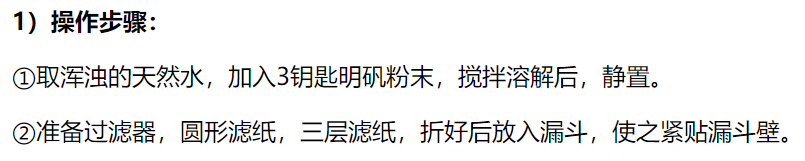 1）操作步骤：
①取浑浊的天然水，加入3钥匙明矾粉末，搅拌溶解后，静置。
②准备过滤器，圆形滤纸，三层滤纸，折好后放入漏斗，使之紧贴漏斗壁。